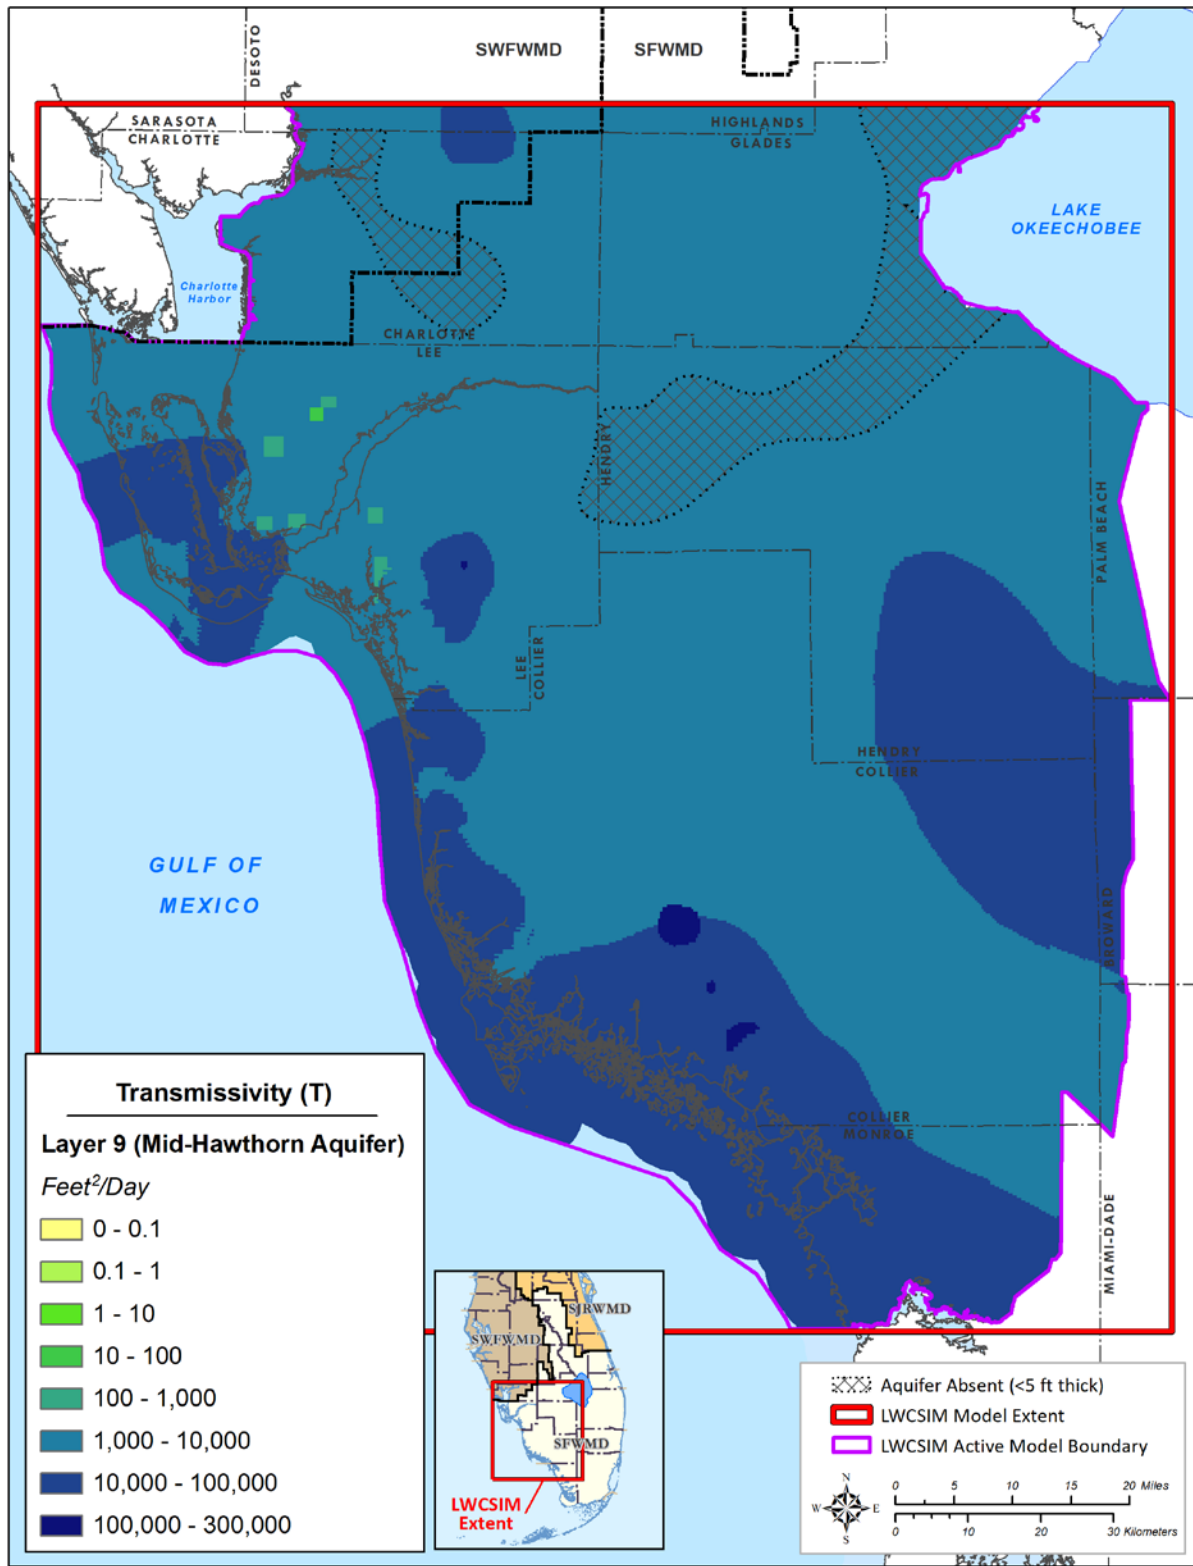 SWFWMD
SFWMD
DESOTO
SARASOTA
CHARLOTTE
HIGHLANDS
GLADES
LAKE
OKEECHOBEE
Charlotte
Harbor
CHARLOTTE
LEE
HENDRY
PALM BEACH
LEE
COLLIER
HENDRY
COLLIER
GULF OF
MEXICO
BROWARD
COLLIER
MONROE
MIAMI-DADE
Transmissivity (T)
Layer 9 (Mid-Hawthorn Aquifer)
Feet²/Day
0 - 0.1
0.1 - 1
1 - 10
10 - 100
100 - 1,000
1,000 - 10,000
10,000 - 100,000
100,000 - 300,000
SJRWMD
SWFWMD
SFWMD
LWCSIM
Extent
Aquifer Absent (<5 ft thick)
LWCSIM Model Extent
LWCSIM Active Model Boundary
N
W E
S
0 5 10 15 20 Miles
0 10 20 30 Kilometers